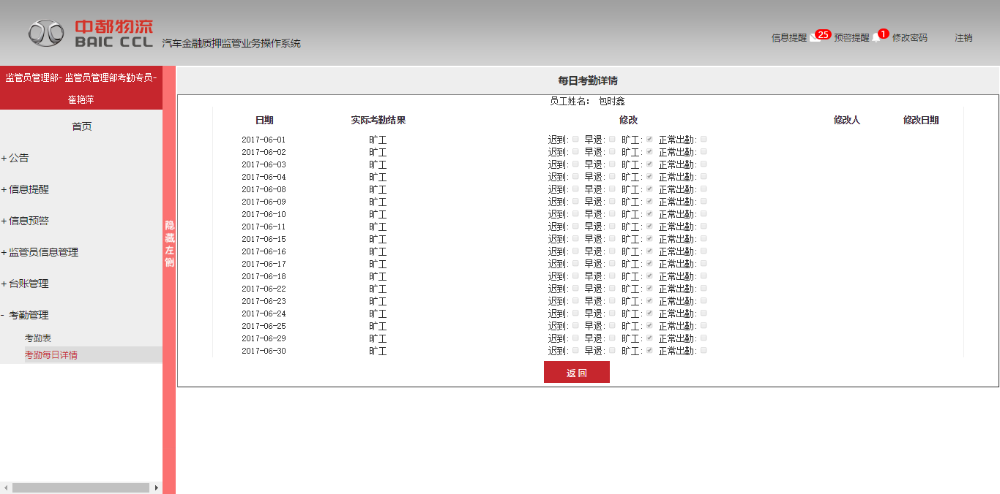 中都物流
BAIC CCL
汽车金融质押监管业务操作系统
信息提醒 25 预警提醒 1 修改密码 注销
监管员管理部- 监管员管理部考勤专员-
崔艳萍
首页
+ 公告
+ 信息提醒
+ 信息预警
+ 监管员信息管理
+ 台账管理
- 考勤管理
考勤表
考勤每日详情
隐
藏
左
侧
每日考勤详情
员工姓名： 包时鑫
日期 实际考勤结果 修改 修改人 修改日期
2017-06-01 旷工 迟到: 早退: 旷工: 正常出勤:
2017-06-02 旷工 迟到: 早退: 旷工: 正常出勤:
2017-06-03 旷工 迟到: 早退: 旷工: 正常出勤:
2017-06-04 旷工 迟到: 早退: 旷工: 正常出勤:
2017-06-08 旷工 迟到: 早退: 旷工: 正常出勤:
2017-06-09 旷工 迟到: 早退: 旷工: 正常出勤:
2017-06-10 旷工 迟到: 早退: 旷工: 正常出勤:
2017-06-11 旷工 迟到: 早退: 旷工: 正常出勤:
2017-06-15 旷工 迟到: 早退: 旷工: 正常出勤:
2017-06-16 旷工 迟到: 早退: 旷工: 正常出勤:
2017-06-17 旷工 迟到: 早退: 旷工: 正常出勤:
2017-06-18 旷工 迟到: 早退: 旷工: 正常出勤:
2017-06-22 旷工 迟到: 早退: 旷工: 正常出勤:
2017-06-23 旷工 迟到: 早退: 旷工: 正常出勤:
2017-06-24 旷工 迟到: 早退: 旷工: 正常出勤:
2017-06-25 旷工 迟到: 早退: 旷工: 正常出勤:
2017-06-29 旷工 迟到: 早退: 旷工: 正常出勤:
2017-06-30 旷工 迟到: 早退: 旷工: 正常出勤:
返 回